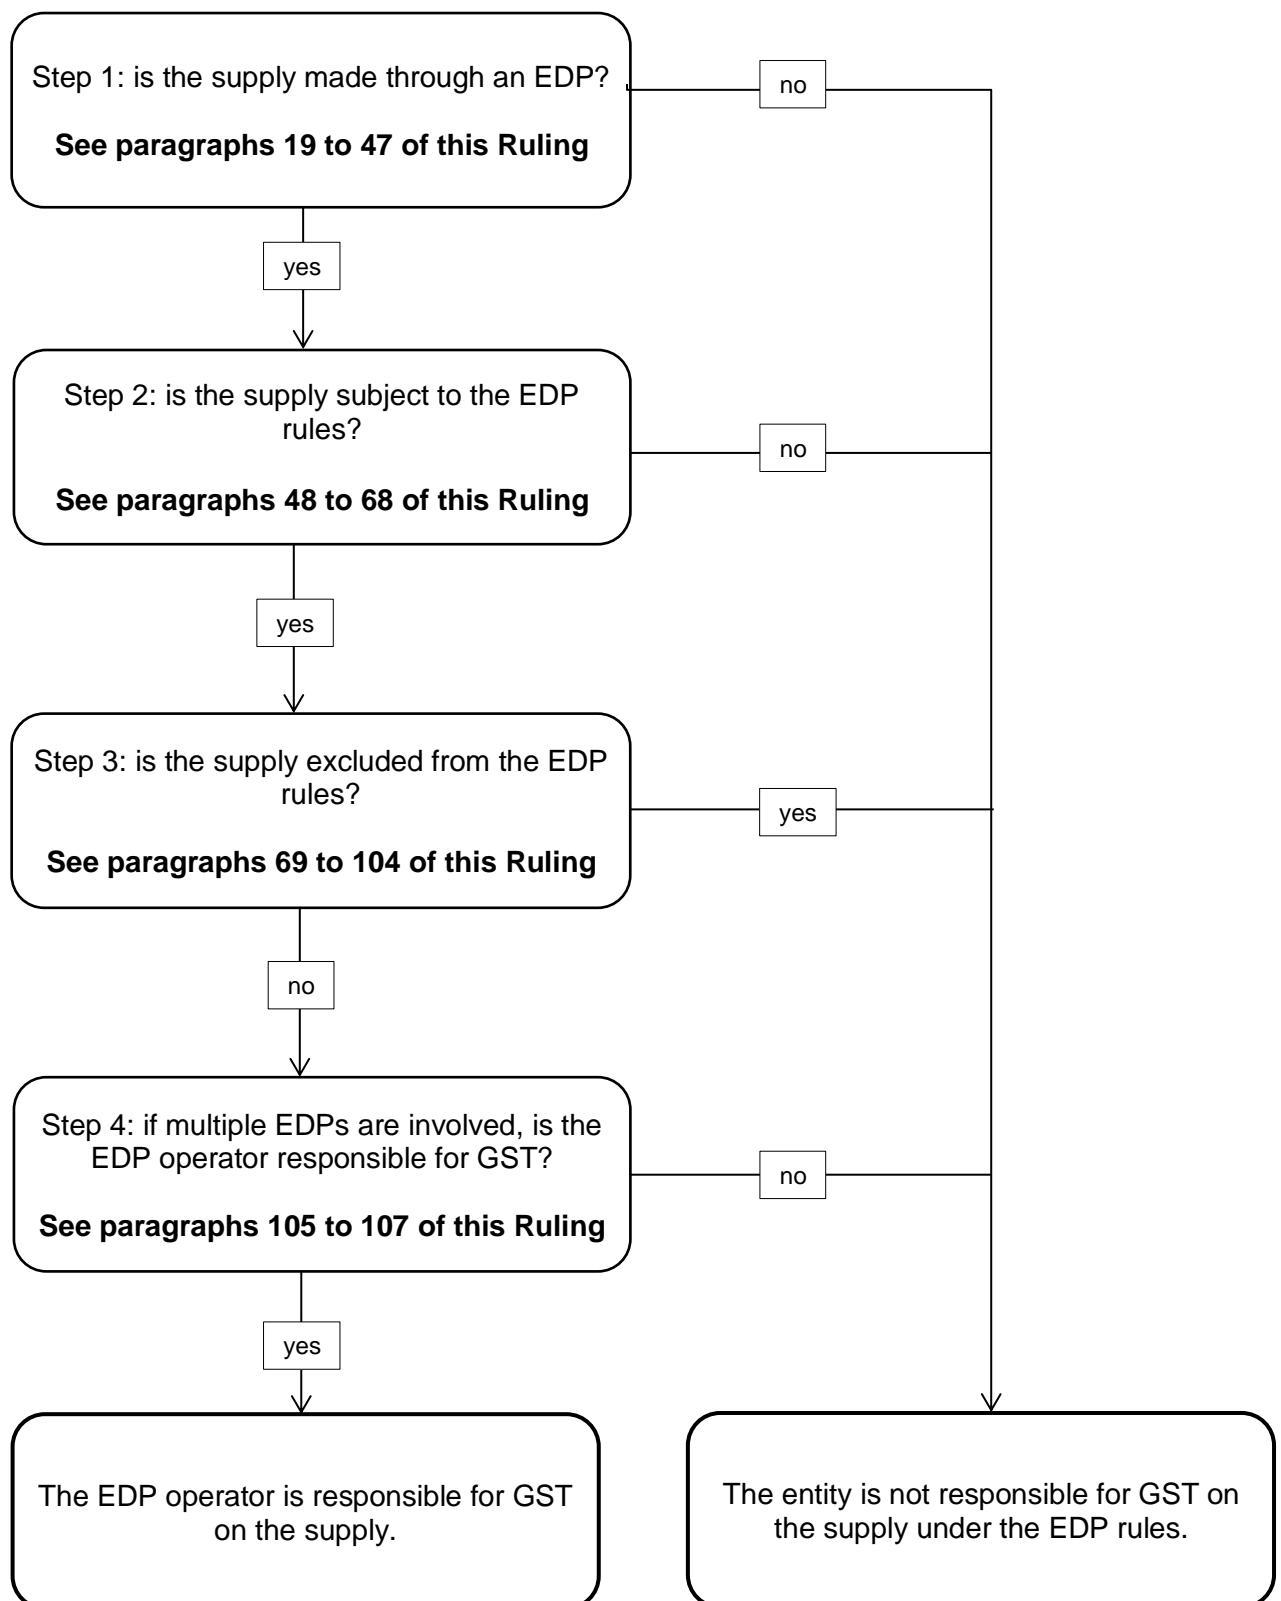 Step 1: is the supply made through an EDP?
See paragraphs 19 to 47 of this Ruling
no
yes
Step 2: is the supply subject to the EDP
rules?
See paragraphs 48 to 68 of this Ruling
no
yes
Step 3: is the supply excluded from the EDP
rules?
See paragraphs 69 to 104 of this Ruling
yes
no
Step 4: if multiple EDPs are involved, is the
EDP operator responsible for GST?
See paragraphs 105 to 107 of this Ruling
no
yes
The EDP operator is responsible for GST
on the supply.
The entity is not responsible for GST on
the supply under the EDP rules.